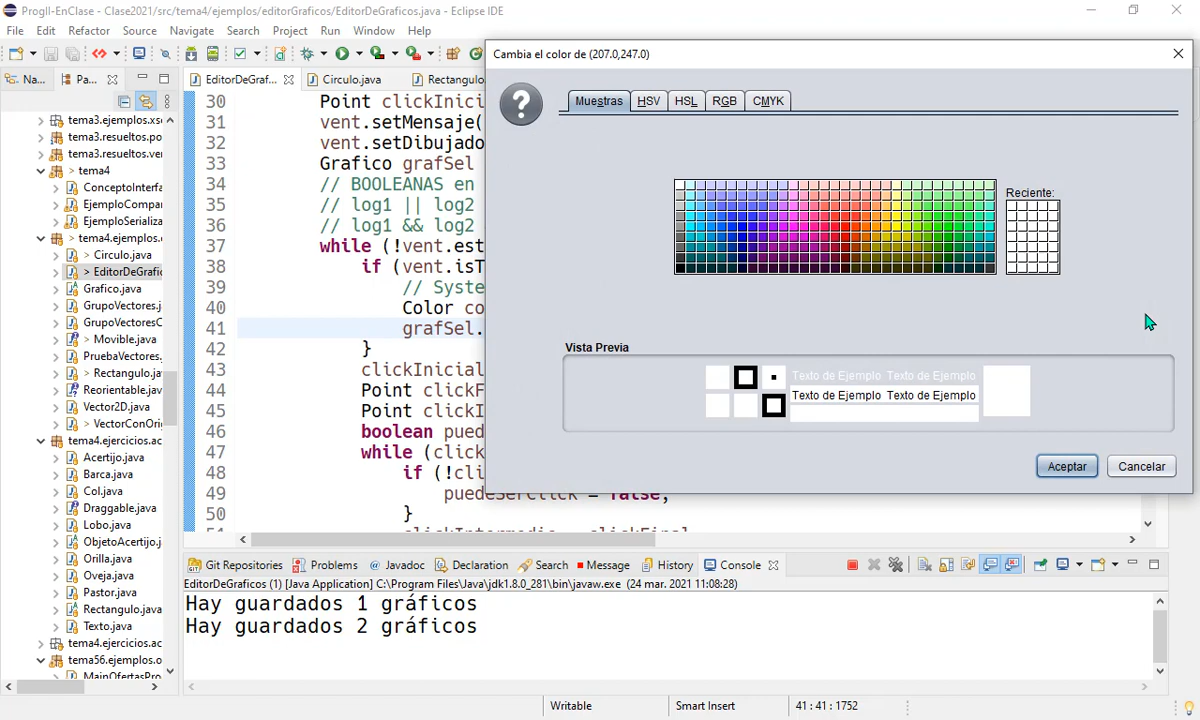 ProgII-EnClase - Clase2021/src/tema4/ejemplos/editorGraficos/EditorDeGraficos.java - Eclipse IDE
File Edit Refactor Source Navigate Search Project Run Window Help
Na... Pa...
tema3.ejemplos.xs
tema3.resueltos.po
tema3.resueltos.ver
tema4
ConceptoInterfa
EjemploCompar
EjemploSerializa
tema4.ejemplos.
> Circulo.java
> EditorDeGrafic
Grafico.java
GrupoVectores.j
GrupoVectoresC
> Movible.java
PruebaVectores.
> Rectangulo.ja
Reorientable.jav
Vector2D.java
> VectorConOri
tema4.ejercicios.ac
Acertijo.java
Barca.java
Col.java
Draggable.java
Lobo.java
ObjetoAcertijo.j
Orilla.java
Oveja.java
Pastor.java
Rectangulo.java
Texto.java
tema4.ejercicios.ac
tema56.ejemplos.o
MainOfertasPro
EditorDeGraf... Circulo.java Rectangulo
30 Point clickInici
31 vent.setMensaje(
32 vent.setDibujado
33 Grafico grafSel
34 // BOOLEANAS en
35 // log1 || log2
36 // log1 && log2
37 while (!vent.est
38 if (vent.isT
39 // Syste
40 Color co
41 grafSel.
42 }
43 clickInicial
44 Point clickF
45 Point clickI
46 boolean pued
47 while (click
48 if (!cli
49 puedeSerClick = false;
50 }
51 clickIntermedio = clickFinal
Cambia el color de (207.0,247.0)
?
Muestras HSV HSL RGB CMYK
Reciente:
Vista Previa
Texto de Ejemplo Texto de Ejemplo
Texto de Ejemplo Texto de Ejemplo
Aceptar Cancelar
Git Repositories Problems Javadoc Declaration Search Message History Console
EditorDeGraficos (1) [Java Application] C:\Program Files\Java\jdk1.8.0_281\bin\javaw.exe (24 mar. 2021 11:08:28)
Hay guardados 1 gráficos
Hay guardados 2 gráficos
Writable Smart Insert 41 : 41 : 1752